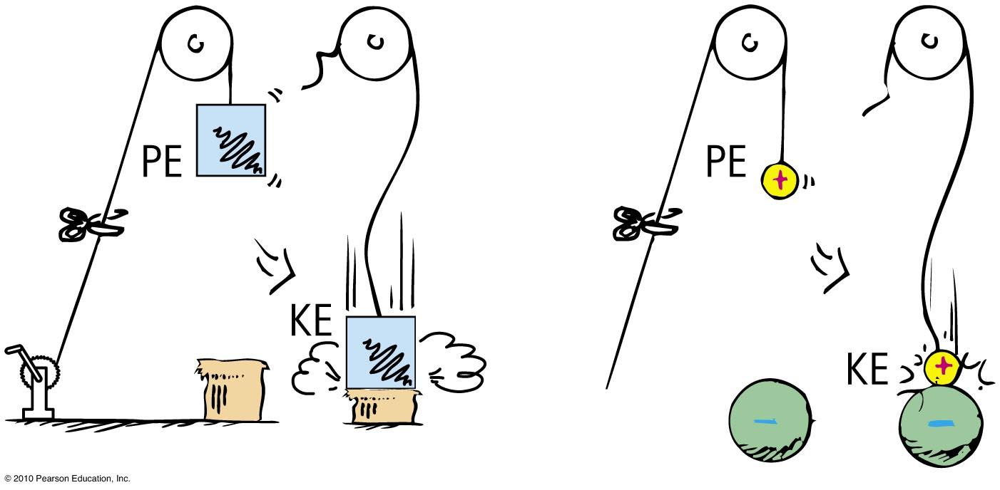 PE
KE
PE
+
KE
+
-
-
© 2010 Pearson Education, Inc.